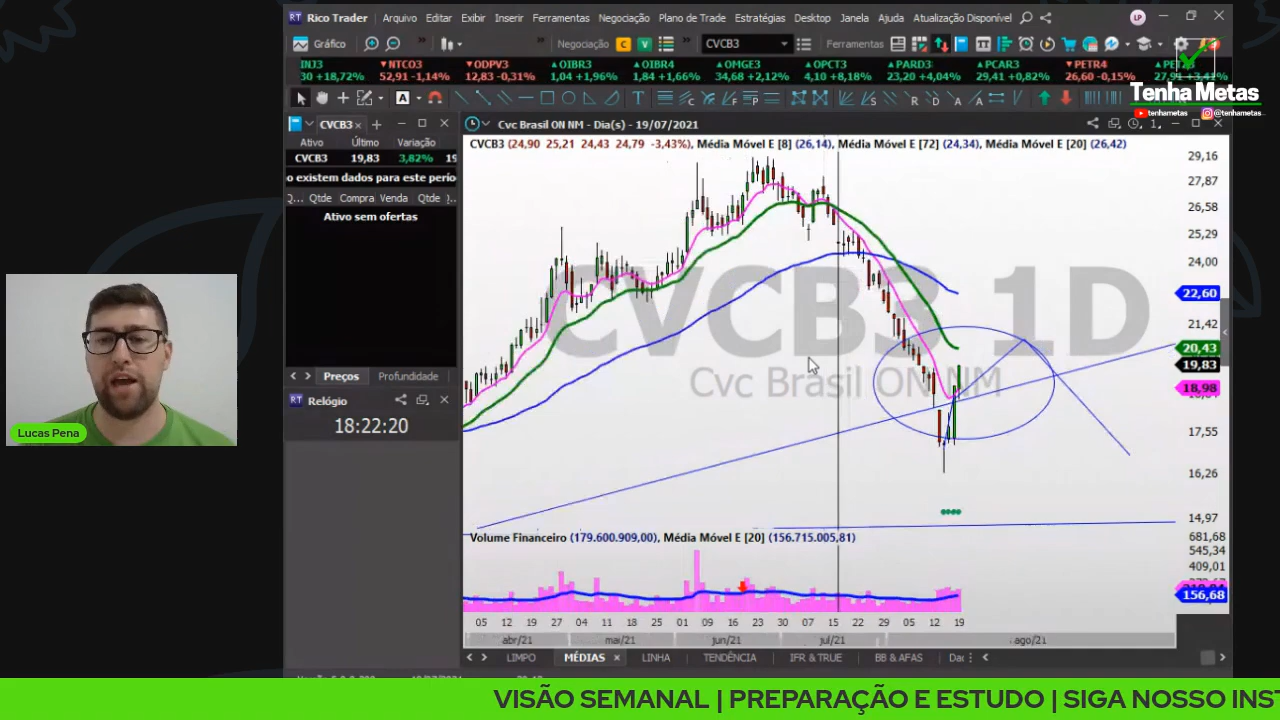 RT Rico Trader Arquivo Editar Exibir Inserir Ferramentas Negociação Plano de Trade Estratégias Desktop Janela Ajuda Atualização Disponível LP
Gráfico Negociação C V CVCB3 Ferramentas
INJ3 ▼NTCO3 ▼ODPV3 ▲OIBR3 ▲OIBR4 ▲OMGE3 ▲OPCT3 ▲PARD3 ▲PCAR3 ▼PETR4
30 +18,72% 52,91 -1,14% 12,83 -0,31% 1,04 +1,96% 1,84 +1,66% 34,68 +2,12% 4,10 +8,18% 23,20 +4,04% 29,41 +0,82% 26,60 -0,15%
Tenha Metas
tenhametas @tenhametas
CVCB3
Ativo Último Variação
CVCB3 19,83 3,82% 19
o existem dados para este perío
Q... Qtde Compra Venda Qtde
Ativo sem ofertas
Preços Profundidade
RT Relógio
18:22:20
Cvc Brasil ON NM - Dia(s) - 19/07/2021
CVCB3 (24,90 25,21 24,43 24,79 -3,43%), Média Móvel E [8] (26,14), Média Móvel E [72] (24,34), Média Móvel E [20] (26,42)
CVCB3 1D
Cvc Brasil ON NM
29,16
27,87
26,58
25,29
24,00
22,60
21,42
20,43
19,83
18,98
17,55
16,26
14,97
Volume Financeiro (179.600.909,00), Média Móvel E [20] (156.715.005,81)
681,68
545,34
409,01
156,68
05 12 19 27 04 11 18 25 01 09 16 23 30 07 15 22 29 05 12 19
abr/21 mai/21 jun/21 jul/21 ago/21
LIMPO MÉDIAS LINHA TENDÊNCIA IFR & TRUE BB & AFAS
Lucas Pena
VISÃO SEMANAL | PREPARAÇÃO E ESTUDO | SIGA NOSSO INST